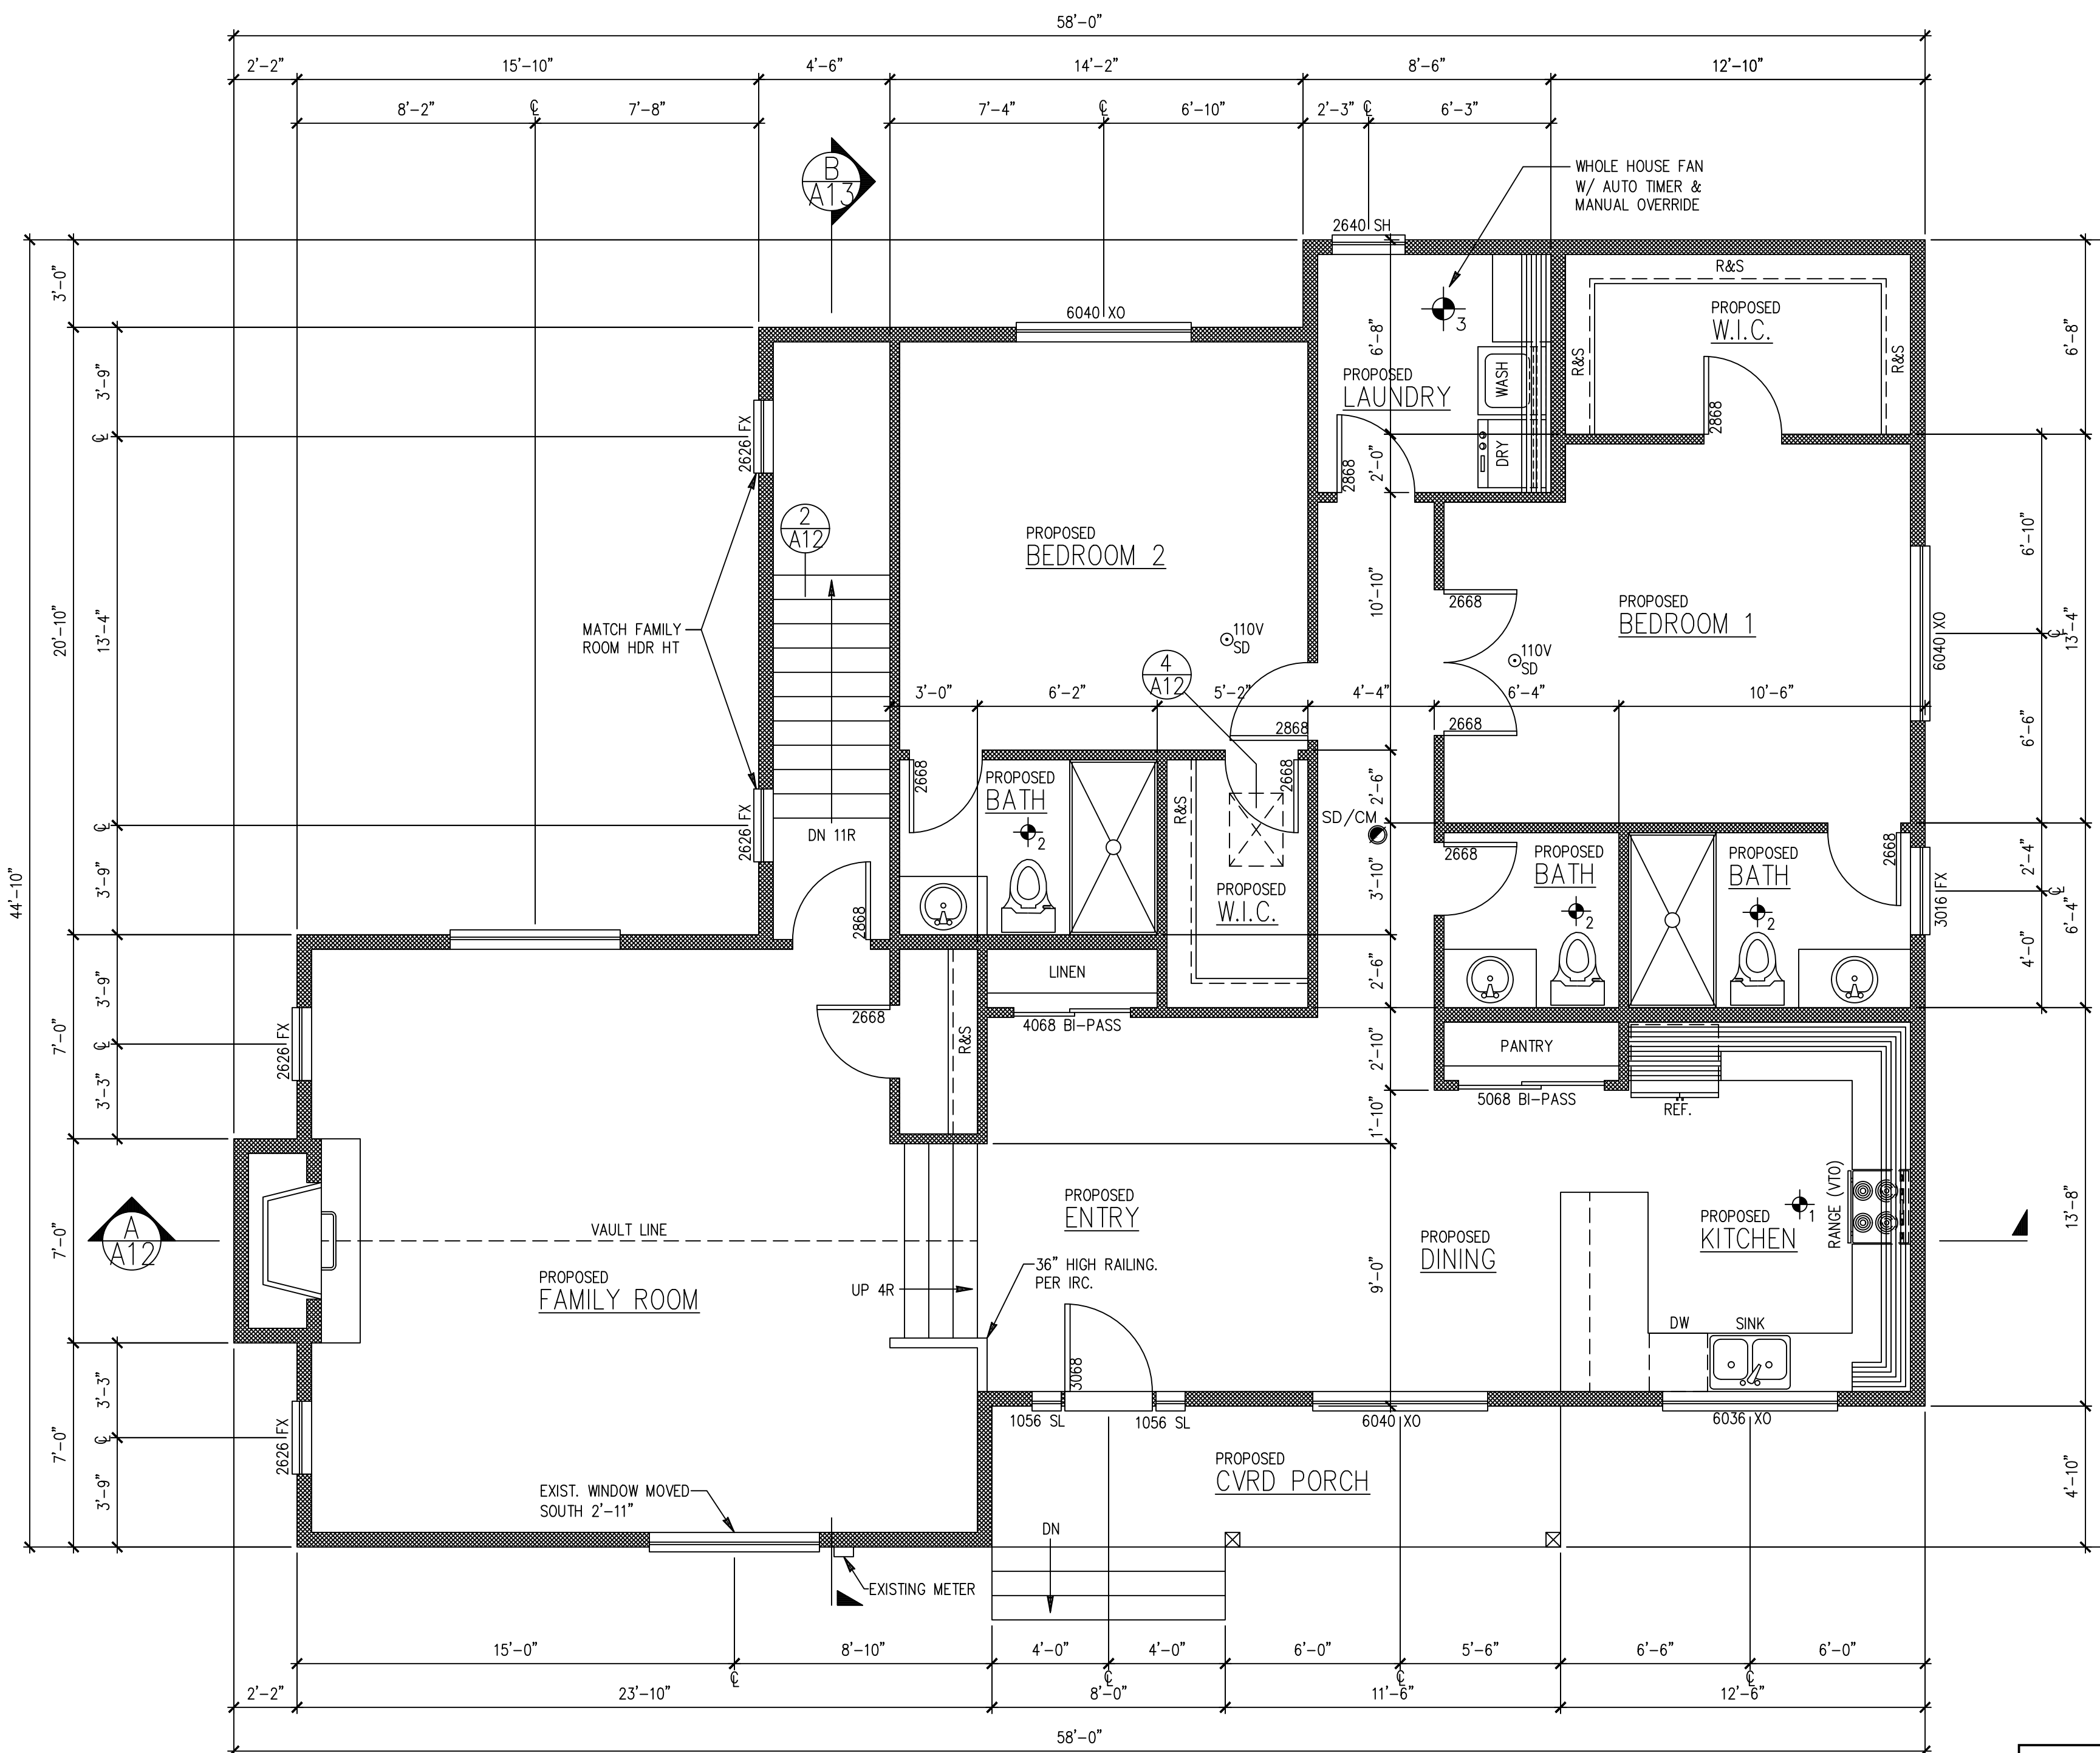 58'-0"
2'-2"
15'-10"
4'-6"
14'-2"
8'-6"
12'-10"
8'-2"
℄
7'-8"
7'-4"
℄
6'-10"
2'-3"
℄
6'-3"
B
A13
WHOLE HOUSE FAN
W/ AUTO TIMER &
MANUAL OVERRIDE
2640 SH
3'-0"
R&S
PROPOSED
W.I.C.
6040 XO
3
6'-8"
6'-8"
R&S
R&S
3'-9"
PROPOSED
LAUNDRY
WASH
2868
℄
2626 FX
2868
2'-0"
DRY
2
A12
PROPOSED
BEDROOM 2
6'-10"
10'-10"
2668
PROPOSED
BEDROOM 1
20'-10"
13'-4"
MATCH FAMILY
ROOM HDR HT
110V
SD
110V
SD
6040 XO
℄
13'-4"
4
A12
3'-0"
6'-2"
5'-2"
4'-4"
6'-4"
10'-6"
2868
2668
6'-6"
2668
PROPOSED
BATH
2
2668
R&S
2'-6"
SD/CM
℄
2626 FX
DN 11R
2668
PROPOSED
BATH
2
PROPOSED
BATH
2
2668
2'-4"
44'-10"
3'-9"
2868
PROPOSED
W.I.C.
3'-10"
3016 FX
℄
6'-4"
3'-9"
LINEN
2'-6"
4'-0"
7'-0"
℄
2626 FX
2668
R&S
4068 BI-PASS
2'-10"
PANTRY
3'-3"
5068 BI-PASS
REF.
1'-10"
A
A12
7'-0"
VAULT LINE
PROPOSED
ENTRY
PROPOSED
DINING
PROPOSED
KITCHEN
1
RANGE (VTO)
13'-8"
PROPOSED
FAMILY ROOM
UP 4R
36" HIGH RAILING.
PER IRC.
9'-0"
DW
SINK
3'-3"
3068
7'-0"
℄
2626 FX
1056 SL
1056 SL
6040 XO
6036 XO
3'-9"
EXIST. WINDOW MOVED
SOUTH 2'-11"
PROPOSED
CVRD PORCH
4'-10"
DN
EXISTING METER
15'-0"
℄
8'-10"
4'-0"
℄
4'-0"
6'-0"
℄
5'-6"
6'-6"
℄
6'-0"
2'-2"
23'-10"
8'-0"
11'-6"
12'-6"
58'-0"